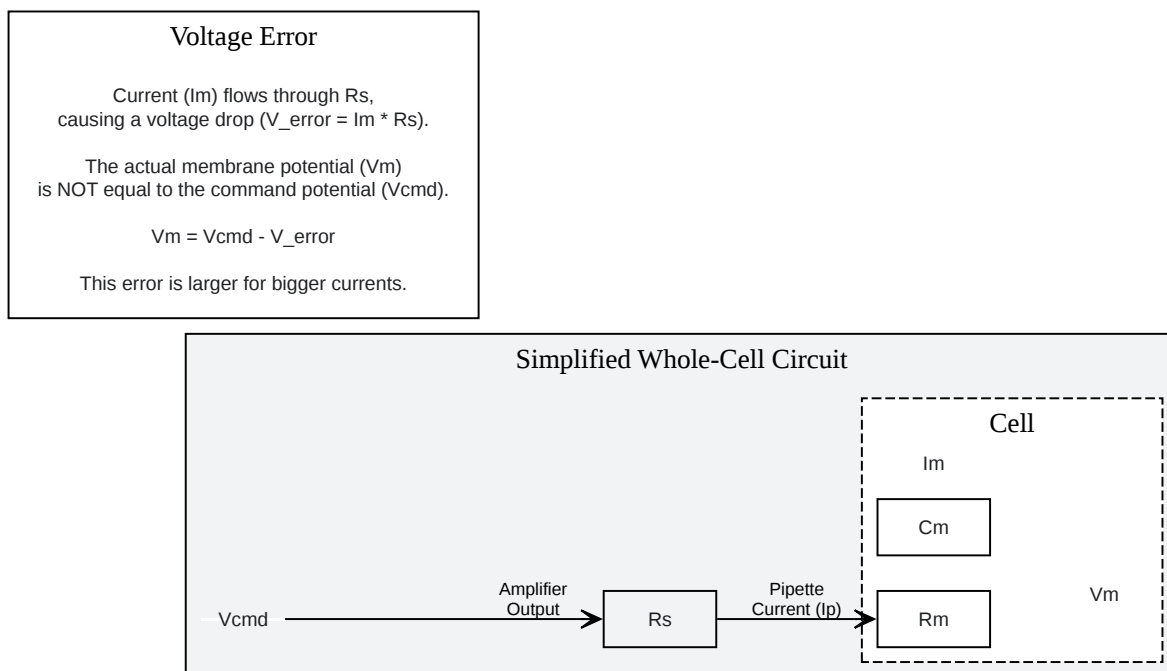 Voltage Error
Current (Im) flows through Rs,
causing a voltage drop (V_error = Im * Rs).
The actual membrane potential (Vm)
is NOT equal to the command potential (Vcmd).
Vm = Vcmd - V_error
This error is larger for bigger currents.
Simplified Whole-Cell Circuit
Cell
Im
Cm
Vcmd
Amplifier
Output
Rs
Pipette
Current (Ip)
Rm
Vm